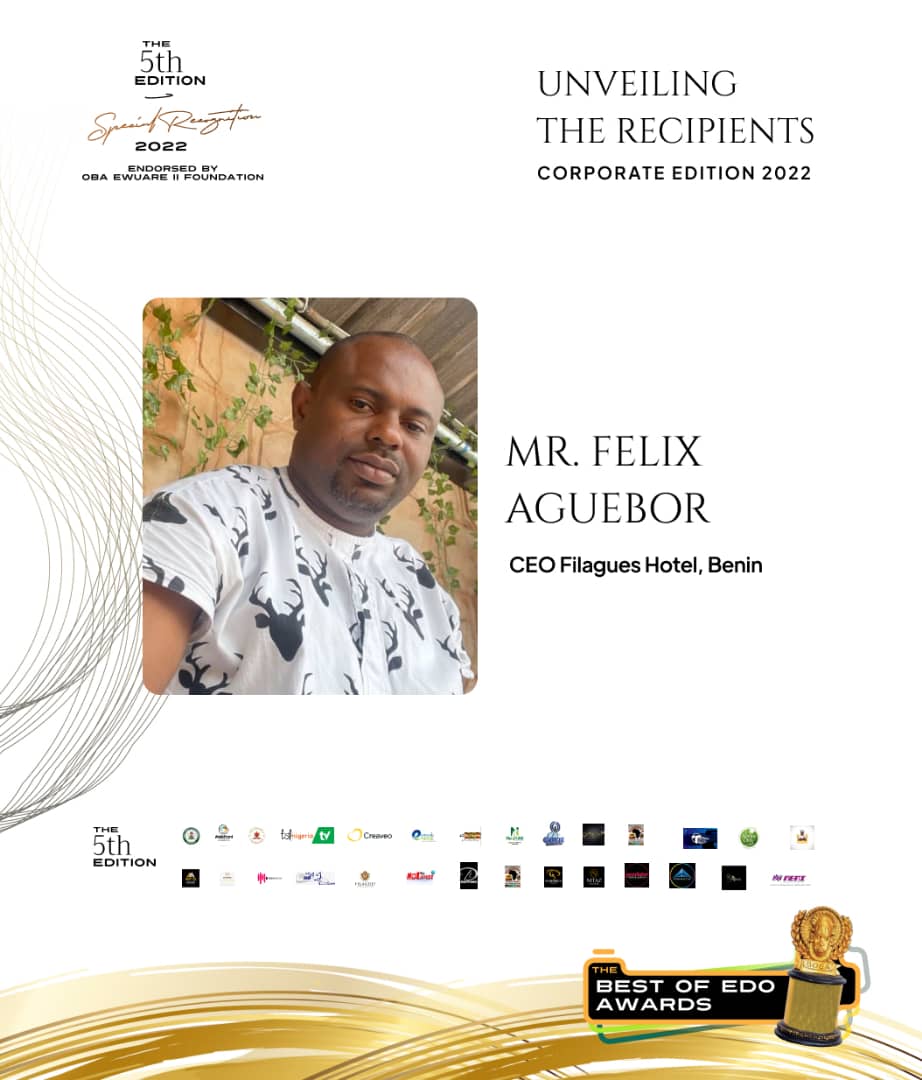 THE
5th
EDITION
Special Recognition
2022
ENDORSED BY
OBA EWUARE II FOUNDATION
UNVEILING
THE RECIPIENTS
CORPORATE EDITION 2022
MR. FELIX
AGUEBOR
CEO Filagues Hotel, Benin
THE
5th
EDITION
Creaveo
THE
BEST OF EDO
AWARDS